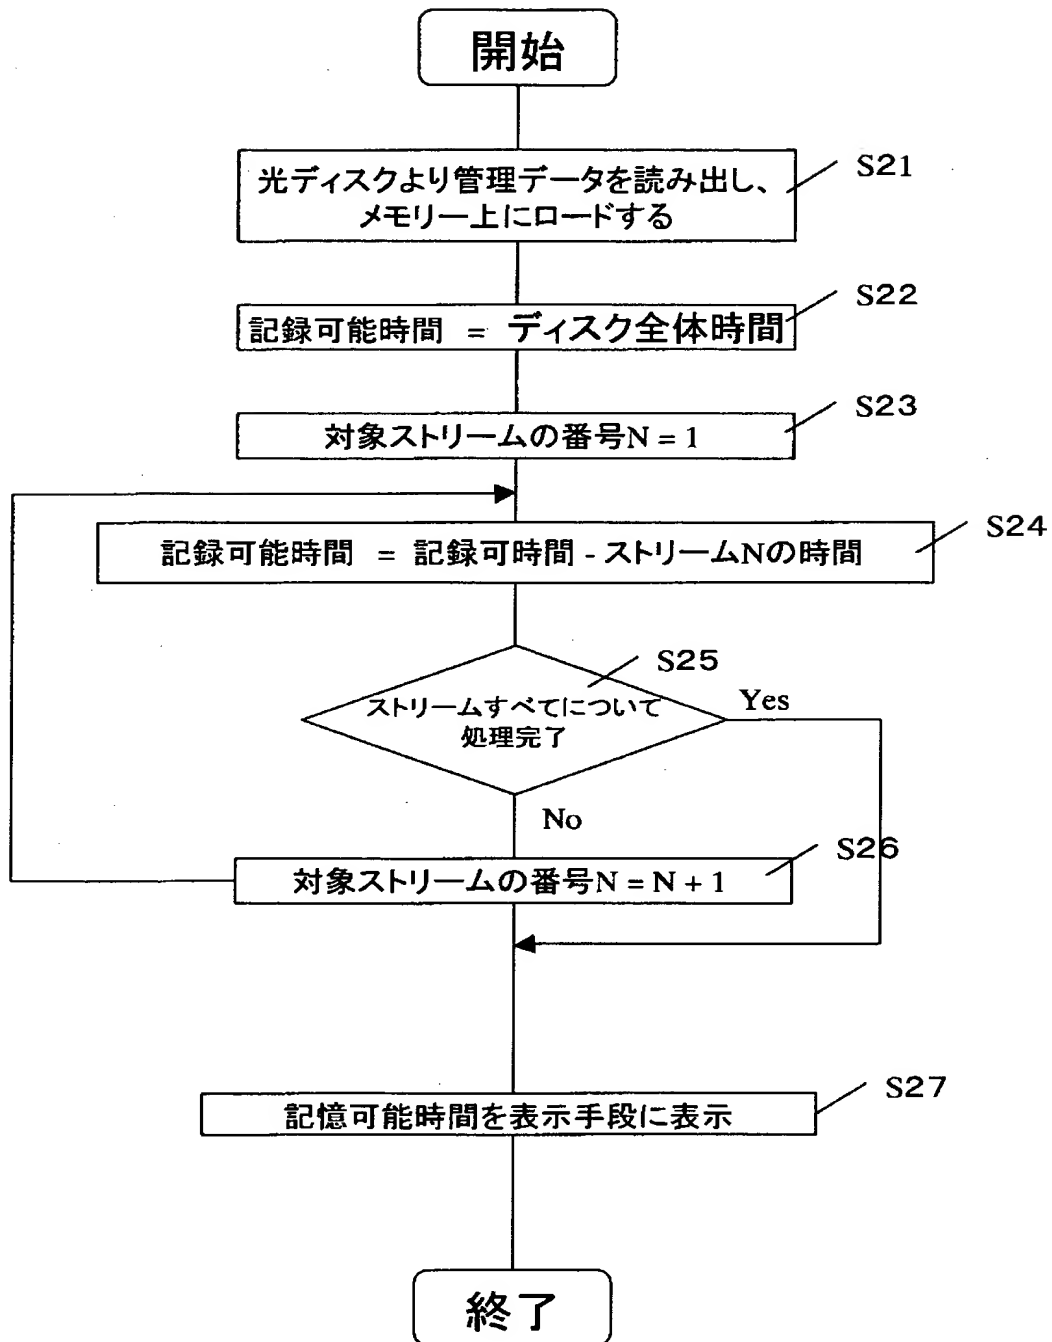 開始
光ディスクより管理データを読み出し、
メモリー上にロードする
S21
記録可能時間 = ディスク全体時間
S22
対象ストリームの番号N = 1
S23
記録可能時間 = 記録可時間 - ストリームNの時間
S24
ストリームすべてについて
処理完了
S25
Yes
No
対象ストリームの番号N = N + 1
S26
記憶可能時間を表示手段に表示
S27
終了